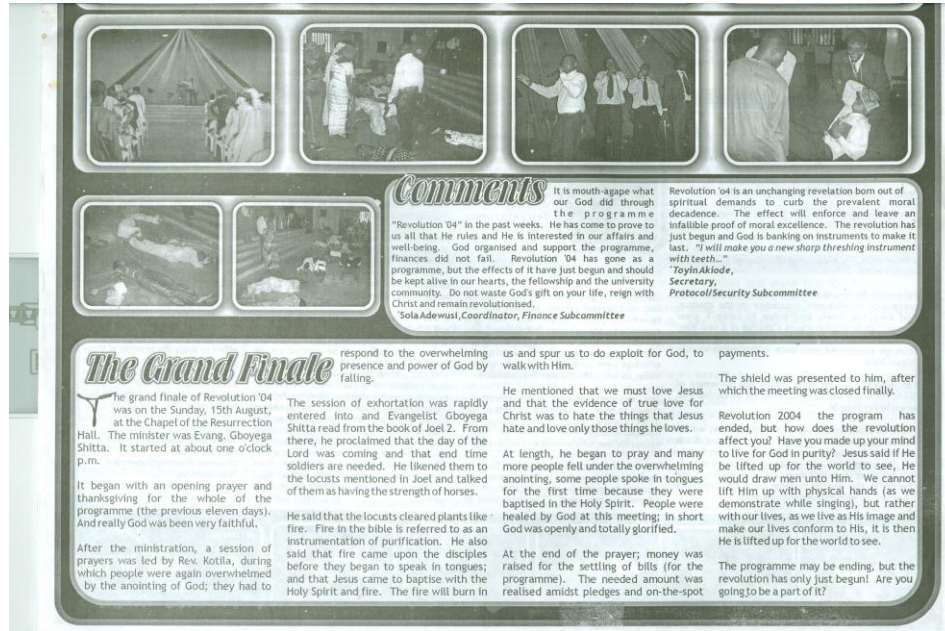 Comments
It is mouth-agape what
our God did through
the programme
"Revolution '04" in the past weeks. He has come to prove to
us all that He rules and He is interested in our affairs and
well-being. God organised and support the programme,
finances did not fail. Revolution '04 has gone as a
programme, but the effects of it have just begun and should
be kept alive in our hearts, the fellowship and the university
community. Do not waste God's gift on your life, reign with
Christ and remain revolutionised.
'Sola Adewusi, Coordinator, Finance Subcommittee
Revolution '04 is an unchanging revelation born out of
spiritual demands to curb the prevalent moral
decadence. The effect will enforce and leave an
infallible proof of moral excellence. The revolution has
just begun and God is banking on instruments to make it
last. "I will make you a new sharp threshing instrument
with teeth..."
'Toyin Akiode,
Secretary,
Protocol/Security Subcommittee
The Grand Finale
The grand finale of Revolution '04
was on the Sunday, 15th August,
at the Chapel of the Resurrection
Hall. The minister was Evang. Gboyega
Shitta. It started at about one o'clock
p.m.
It began with an opening prayer and
thanksgiving for the whole of the
programme (the previous eleven days).
And really God was been very faithful.
After the ministration, a session of
prayers was led by Rev. Kotila, during
which people were again overwhelmed
by the anointing of God; they had to
respond to the overwhelming
presence and power of God by
falling.
The session of exhortation was rapidly
entered into and Evangelist Gboyega
Shitta read from the book of Joel 2. From
there, he proclaimed that the day of the
Lord was coming and that end time
soldiers are needed. He likened them to
the locusts mentioned in Joel and talked
of them as having the strength of horses.
He said that the locusts cleared plants like
fire. Fire in the bible is referred to as an
instrumentation of purification. He also
said that fire came upon the disciples
before they began to speak in tongues;
and that Jesus came to baptise with the
Holy Spirit and fire. The fire will burn in
us and spur us to do exploit for God, to
walk with Him.
He mentioned that we must love Jesus
and that the evidence of true love for
Christ was to hate the things that Jesus
hate and love only those things he loves.
At length, he began to pray and many
more people fell under the overwhelming
anointing, some people spoke in tongues
for the first time because they were
baptised in the Holy Spirit. People were
healed by God at this meeting; in short
God was openly and totally glorified.
At the end of the prayer; money was
raised for the settling of bills (for the
programme). The needed amount was
realised amidst pledges and on-the-spot
payments.
The shield was presented to him, after
which the meeting was closed finally.
Revolution 2004 the program has
ended, but how does the revolution
affect you? Have you made up your mind
to live for God in purity? Jesus said if He
be lifted up for the world to see, He
would draw men unto Him. We cannot
lift Him up with physical hands (as we
demonstrate while singing), but rather
with our lives, as we live as His image and
make our lives conform to His, it is then
He is lifted up for the world to see.
The programme may be ending, but the
revolution has only just begun! Are you
going to be a part of it?